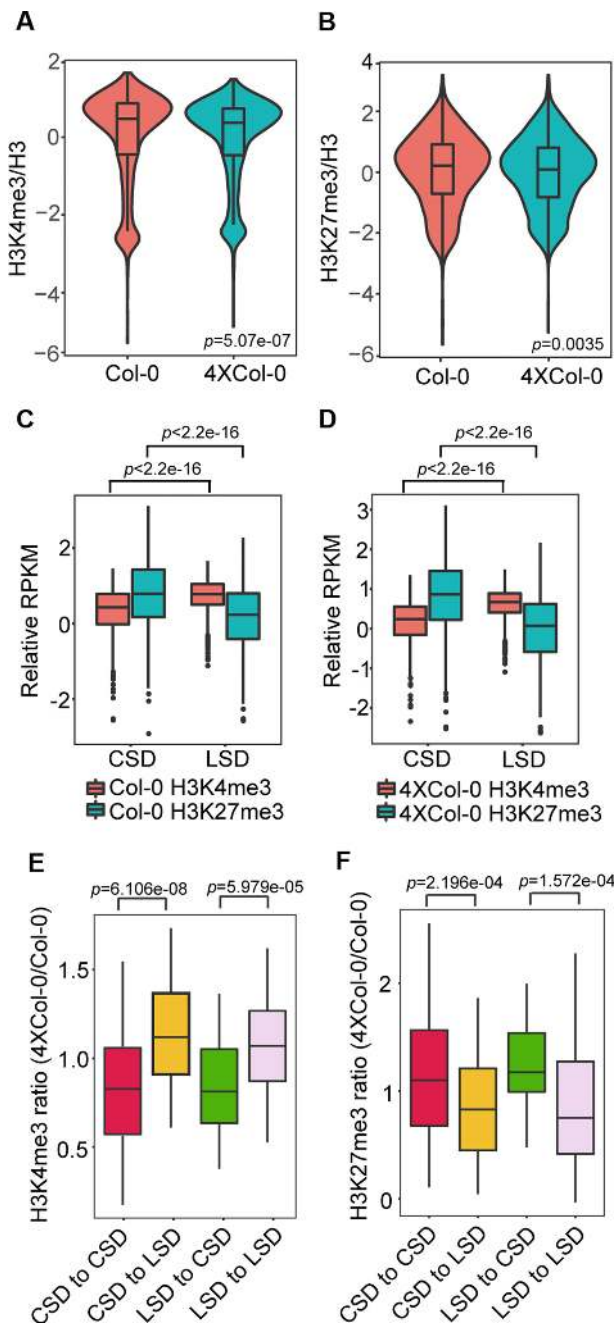 A
H3K4me3/H3
2
0
−2
−4
−6
p=5.07e-07
Col-0
4XCol-0
B
H3K27me3/H3
4
2
0
−2
−4
−6
p=0.0035
Col-0
4XCol-0
C
p<2.2e-16
p<2.2e-16
Relative RPKM
2
0
-2
CSD
LSD
Col-0 H3K4me3
Col-0 H3K27me3
D
p<2.2e-16
p<2.2e-16
Relative RPKM
3
2
1
0
-1
-2
CSD
LSD
4XCol-0 H3K4me3
4XCol-0 H3K27me3
E
p=6.106e-08
p=5.979e-05
H3K4me3 ratio (4XCol-0/Col-0)
1.5
1.0
0.5
CSD to CSD
CSD to LSD
LSD to CSD
LSD to LSD
F
p=2.196e-04
p=1.572e-04
H3K27me3 ratio (4XCol-0/Col-0)
2
1
0
CSD to CSD
CSD to LSD
LSD to CSD
LSD to LSD